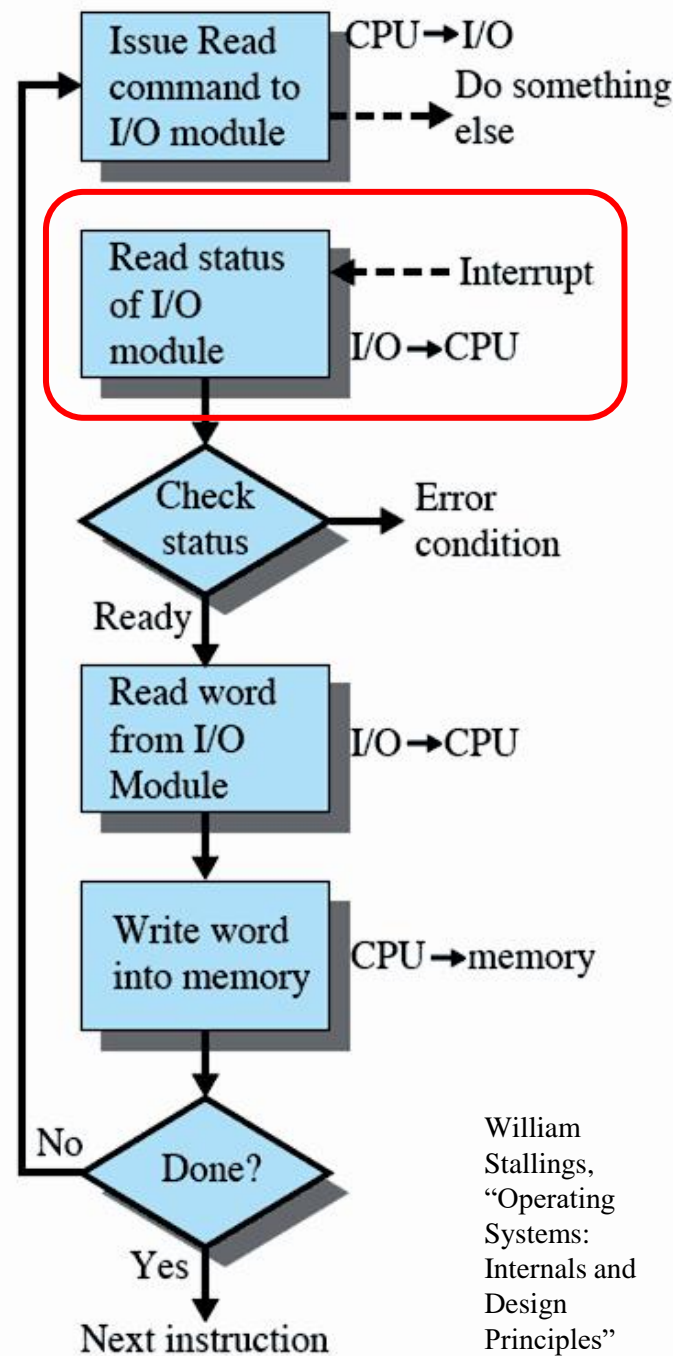 Issue Read
command to
I/O module
CPU→I/O
Do something
else
Read status
of I/O
module
Interrupt
I/O→CPU
Check
status
Error
condition
Ready
Read word
from I/O
Module
I/O→CPU
Write word
into memory
CPU→memory
No
Done?
Yes
Next instruction
William
Stallings,
“Operating
Systems:
Internals and
Design
Principles”